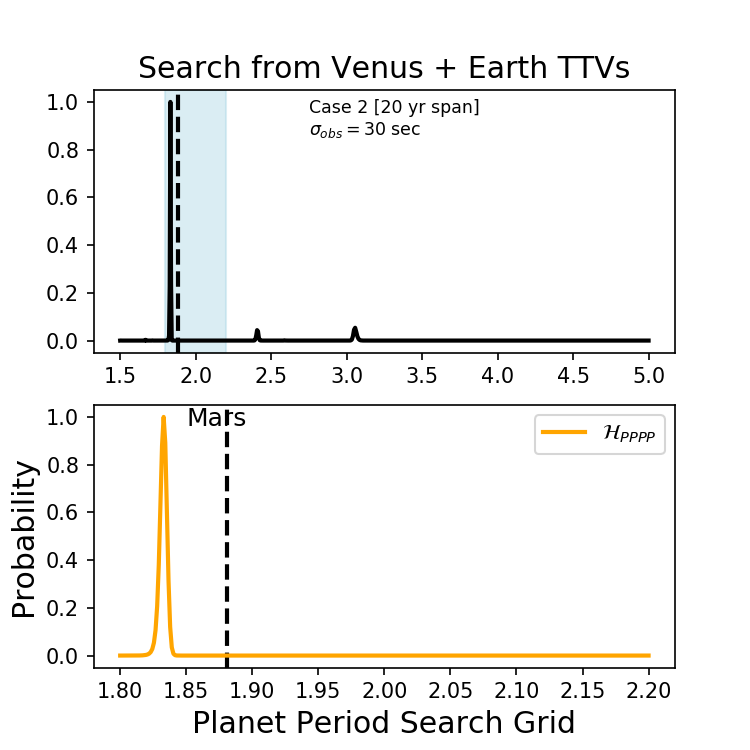 Search from Venus + Earth TTVs
Case 2 [20 yr span]
σ_obs = 30 sec
1.0
0.8
0.6
0.4
0.2
0.0
1.5 2.0 2.5 3.0 3.5 4.0 4.5 5.0
Mars
ℋ_PPPP
Probability
1.0
0.8
0.6
0.4
0.2
0.0
1.80 1.85 1.90 1.95 2.00 2.05 2.10 2.15 2.20
Planet Period Search Grid